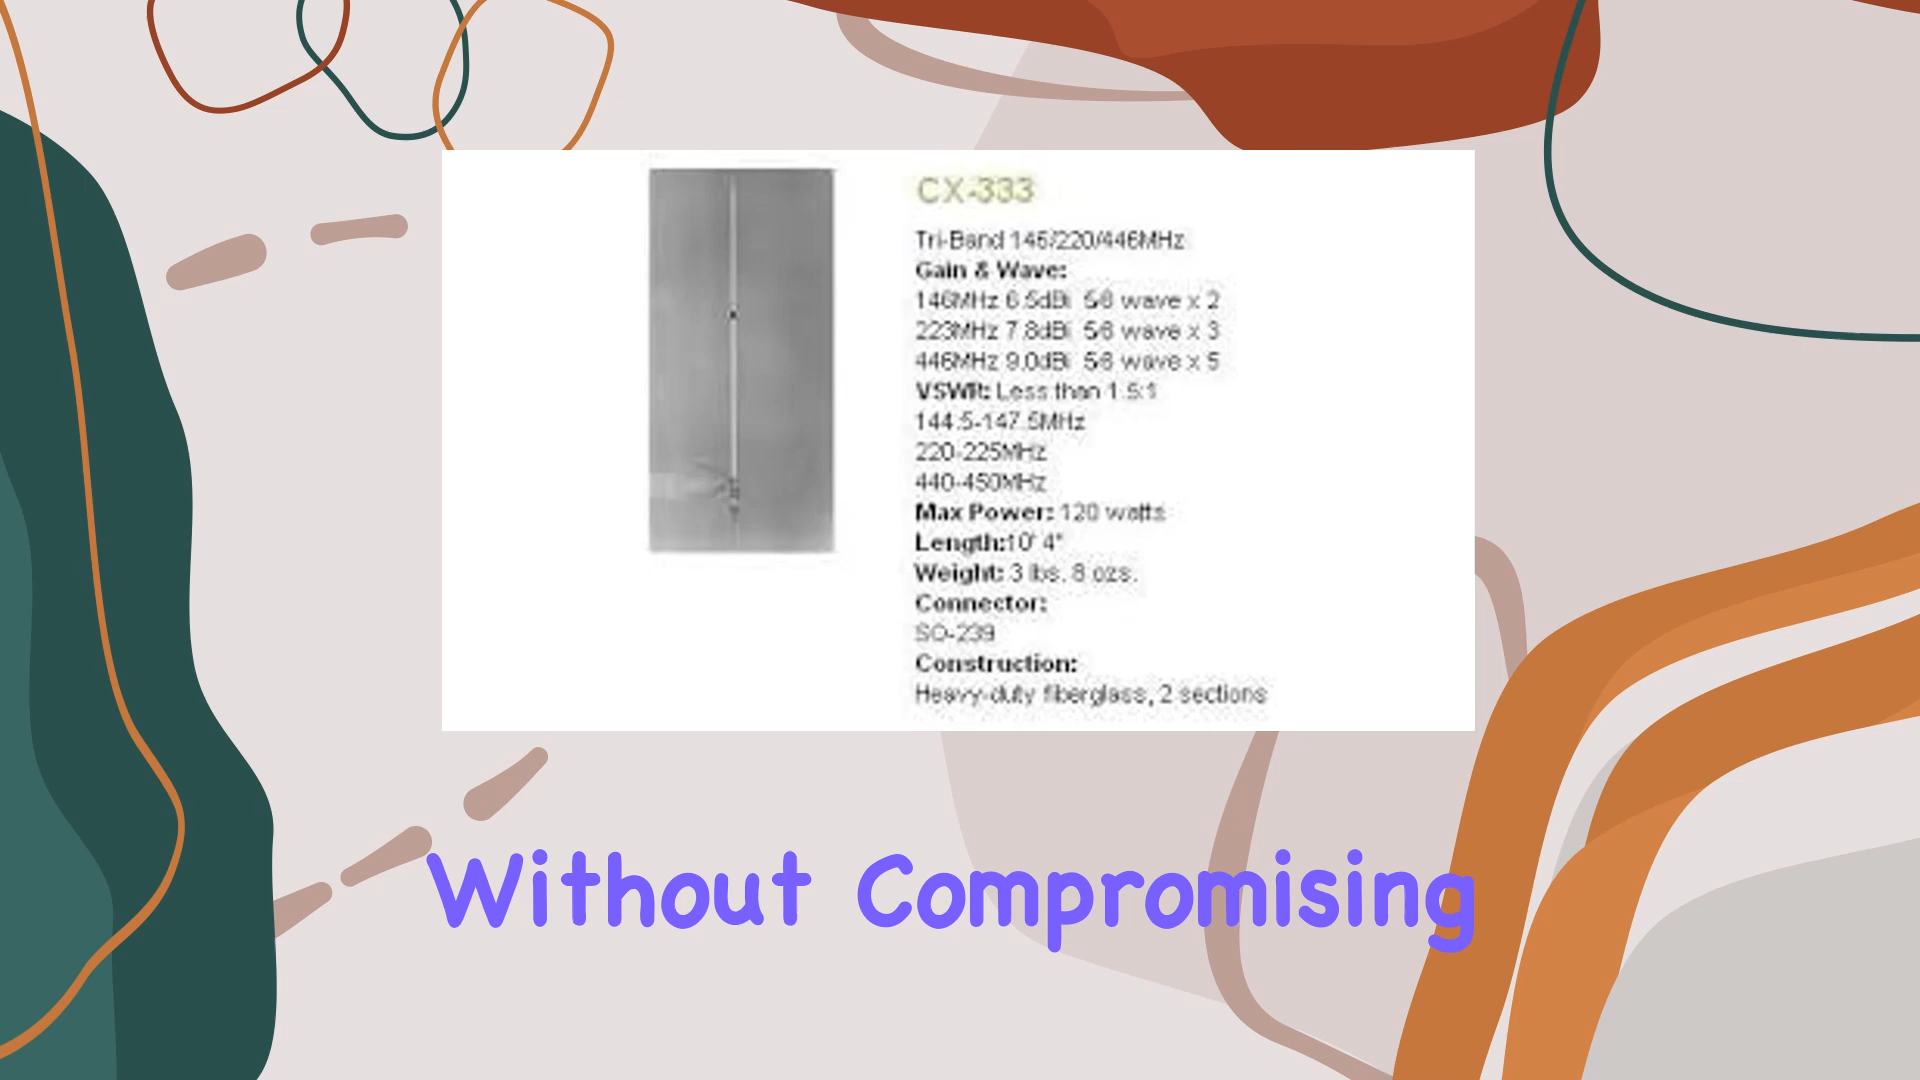 CX-333
Tri-Band 146/220/446MHz
Gain & Wave:
146MHz 6.5dBi 5/8 wave x 2
223MHz 7.8dBi 5/8 wave x 3
446MHz 9.0dBi 5/8 wave x 5
VSWR: Less than 1.5:1
144.5-147.5MHz
220-225MHz
440-450MHz
Max Power: 120 watts
Length:10' 4"
Weight: 3 lbs. 8 ozs.
Connector:
SO-239
Construction:
Heavy-duty fiberglass, 2 sections
Without Compromising